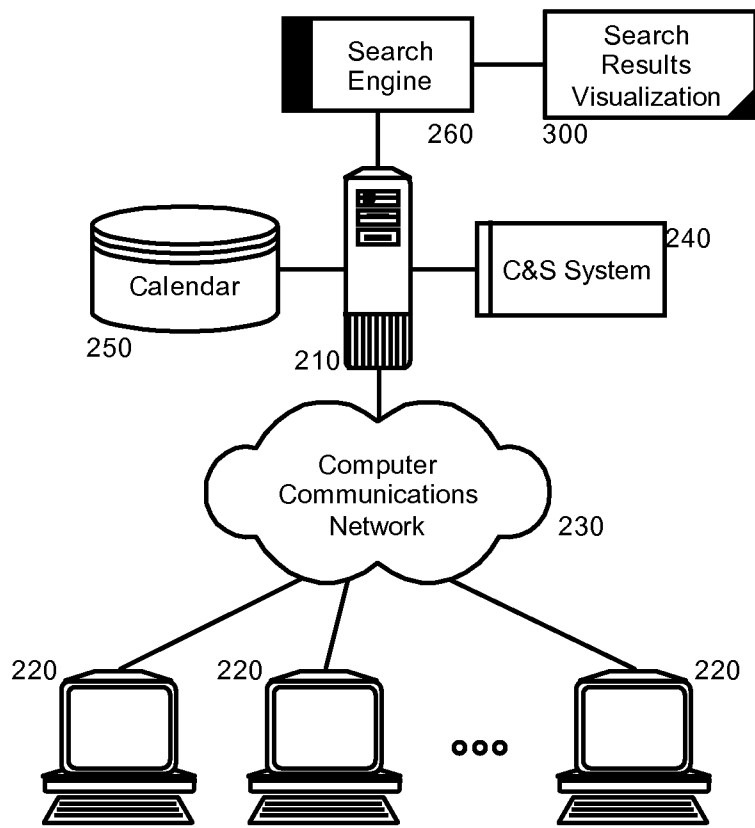 Search
Engine
260
Search
Results
Visualization
300
Calendar
250
210
C&S System
240
Computer
Communications
Network
230
220
220
220